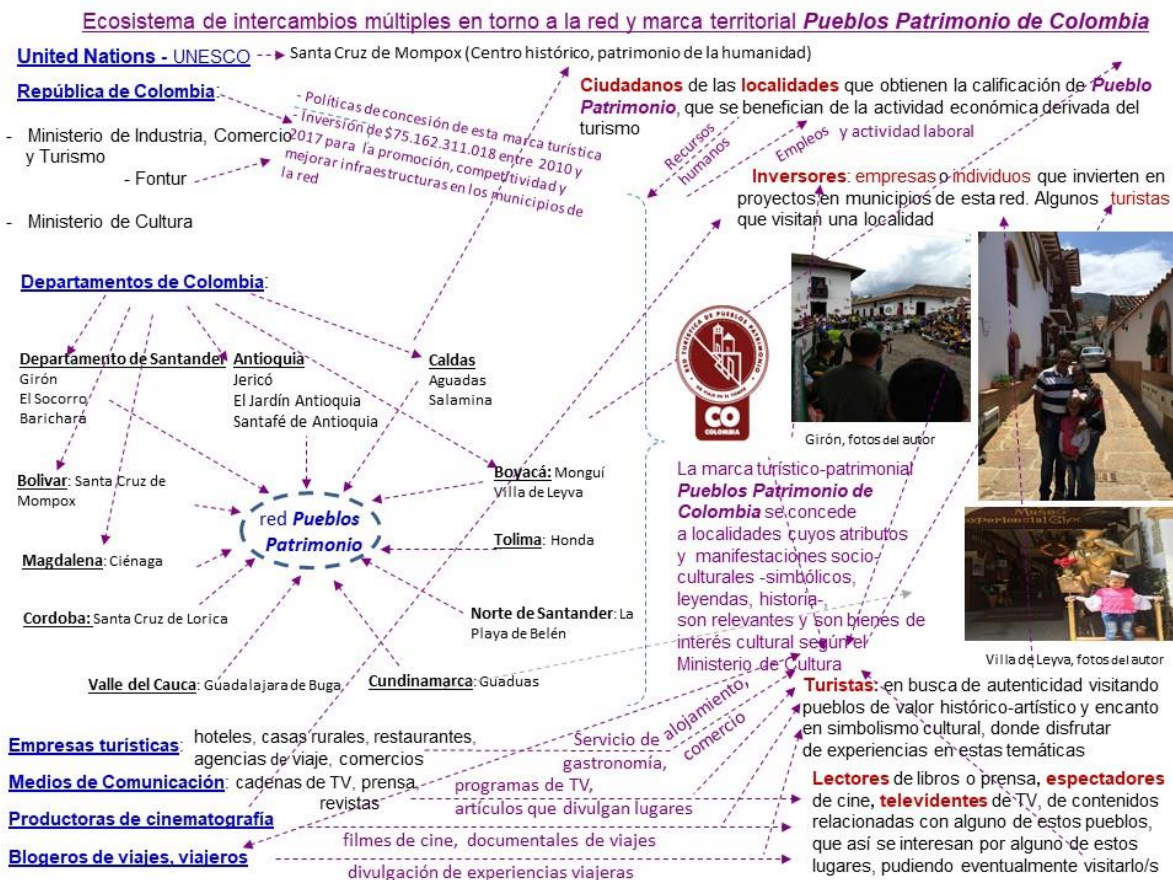 Ecosistema de intercambios múltiples en torno a la red y marca territorial Pueblos Patrimonio de Colombia
United Nations - UNESCO
Santa Cruz de Mompox (Centro histórico, patrimonio de la humanidad)
República de Colombia:
- Ministerio de Industria, Comercio
y Turismo
- Fontur
- Ministerio de Cultura
- Políticas de concesión de esta marca turística
- Inversión de $75.162.311.018 entre 2010 y
2017 para la promoción, competitividad y
mejorar infraestructuras en los municipios de
la red
Ciudadanos de las localidades que obtienen la calificación de Pueblo
Patrimonio, que se benefician de la actividad económica derivada del
turismo
Recursos
humanos
Empleos
y actividad laboral
Inversores: empresas o individuos que invierten en
proyectos en municipios de esta red. Algunos turistas
que visitan una localidad
Departamentos de Colombia:
Departamento de Santander
Girón
El Socorro
Barichara
Antioquia
Jericó
El Jardín Antioquia
Santafé de Antioquia
Caldas
Aguadas
Salamina
Bolivar: Santa Cruz de
Mompox
Boyacá: Monguí
Villa de Leyva
red Pueblos
Patrimonio
Magdalena: Ciénaga
Tolima: Honda
Cordoba: Santa Cruz de Lorica
Norte de Santander: La
Playa de Belén
Valle del Cauca: Guadalajara de Buga
Cundinamarca: Guaduas
RED TURÍSTICA DE PUEBLOS PATRIMONIO
UN VIAJE EN EL TIEMPO
CO
COLOMBIA
Girón, fotos del autor
La marca turístico-patrimonial
Pueblos Patrimonio de
Colombia se concede
a localidades cuyos atributos
y manifestaciones socio-
culturales -simbólicos,
leyendas, historia-,
son relevantes y son bienes de
interés cultural según el
Ministerio de Cultura
Museo
Villa de Leyva, fotos del autor
Turistas: en busca de autenticidad visitando
pueblos de valor histórico-artístico y encanto
en simbolismo cultural, donde disfrutar
de experiencias en estas temáticas
Empresas turísticas: hoteles, casas rurales, restaurantes,
agencias de viaje, comercios
Servicio de alojamiento,
gastronomía, comercio
Medios de Comunicación: cadenas de TV, prensa,
revistas
programas de TV,
artículos que divulgan lugares
Productoras de cinematografía
filmes de cine, documentales de viajes
Blogeros de viajes, viajeros
divulgación de experiencias viajeras
Lectores de libros o prensa, espectadores
de cine, televidentes de TV, de contenidos
relacionadas con alguno de estos pueblos,
que así se interesan por alguno de estos
lugares, pudiendo eventualmente visitarlo/s